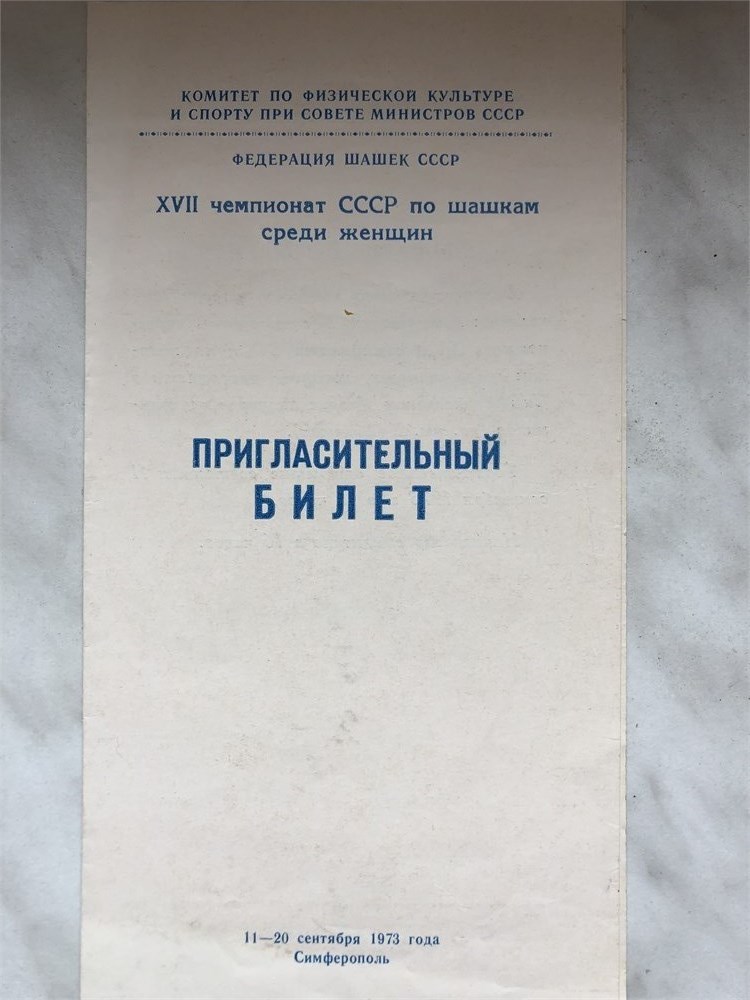 КОМИТЕТ ПО ФИЗИЧЕСКОЙ КУЛЬТУРЕ
И СПОРТУ ПРИ СОВЕТЕ МИНИСТРОВ СССР
ФЕДЕРАЦИЯ ШАШЕК СССР
XVII чемпионат СССР по шашкам
среди женщин
ПРИГЛАСИТЕЛЬНЫЙ
БИЛЕТ
11—20 сентября 1973 года
Симферополь